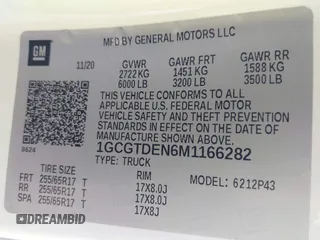 GM
MFD BY GENERAL MOTORS LLC
11/20 GVWR GAWR FRT GAWR RR
2722 KG 1451 KG 1588 KG
6000 LB 3200 LB 3500 LB
THIS VEHICLE CONFORMS TO ALL
APPLICABLE U.S. FEDERAL MOTOR
VEHICLE SAFETY AND THEFT PREVENTION
STANDARDS IN EFFECT ON THE DATE OF
MANUFACTURE SHOWN ABOVE.
1GCGTDEN6M1166282
8624 TYPE: TRUCK
TIRE SIZE RIM MODEL: 6212P43
FRT 255/65R17 T 17X8.0J
RR 255/65R17 T 17X8.0J
SPA 255/65R17 T 17X8J
DREAMBID